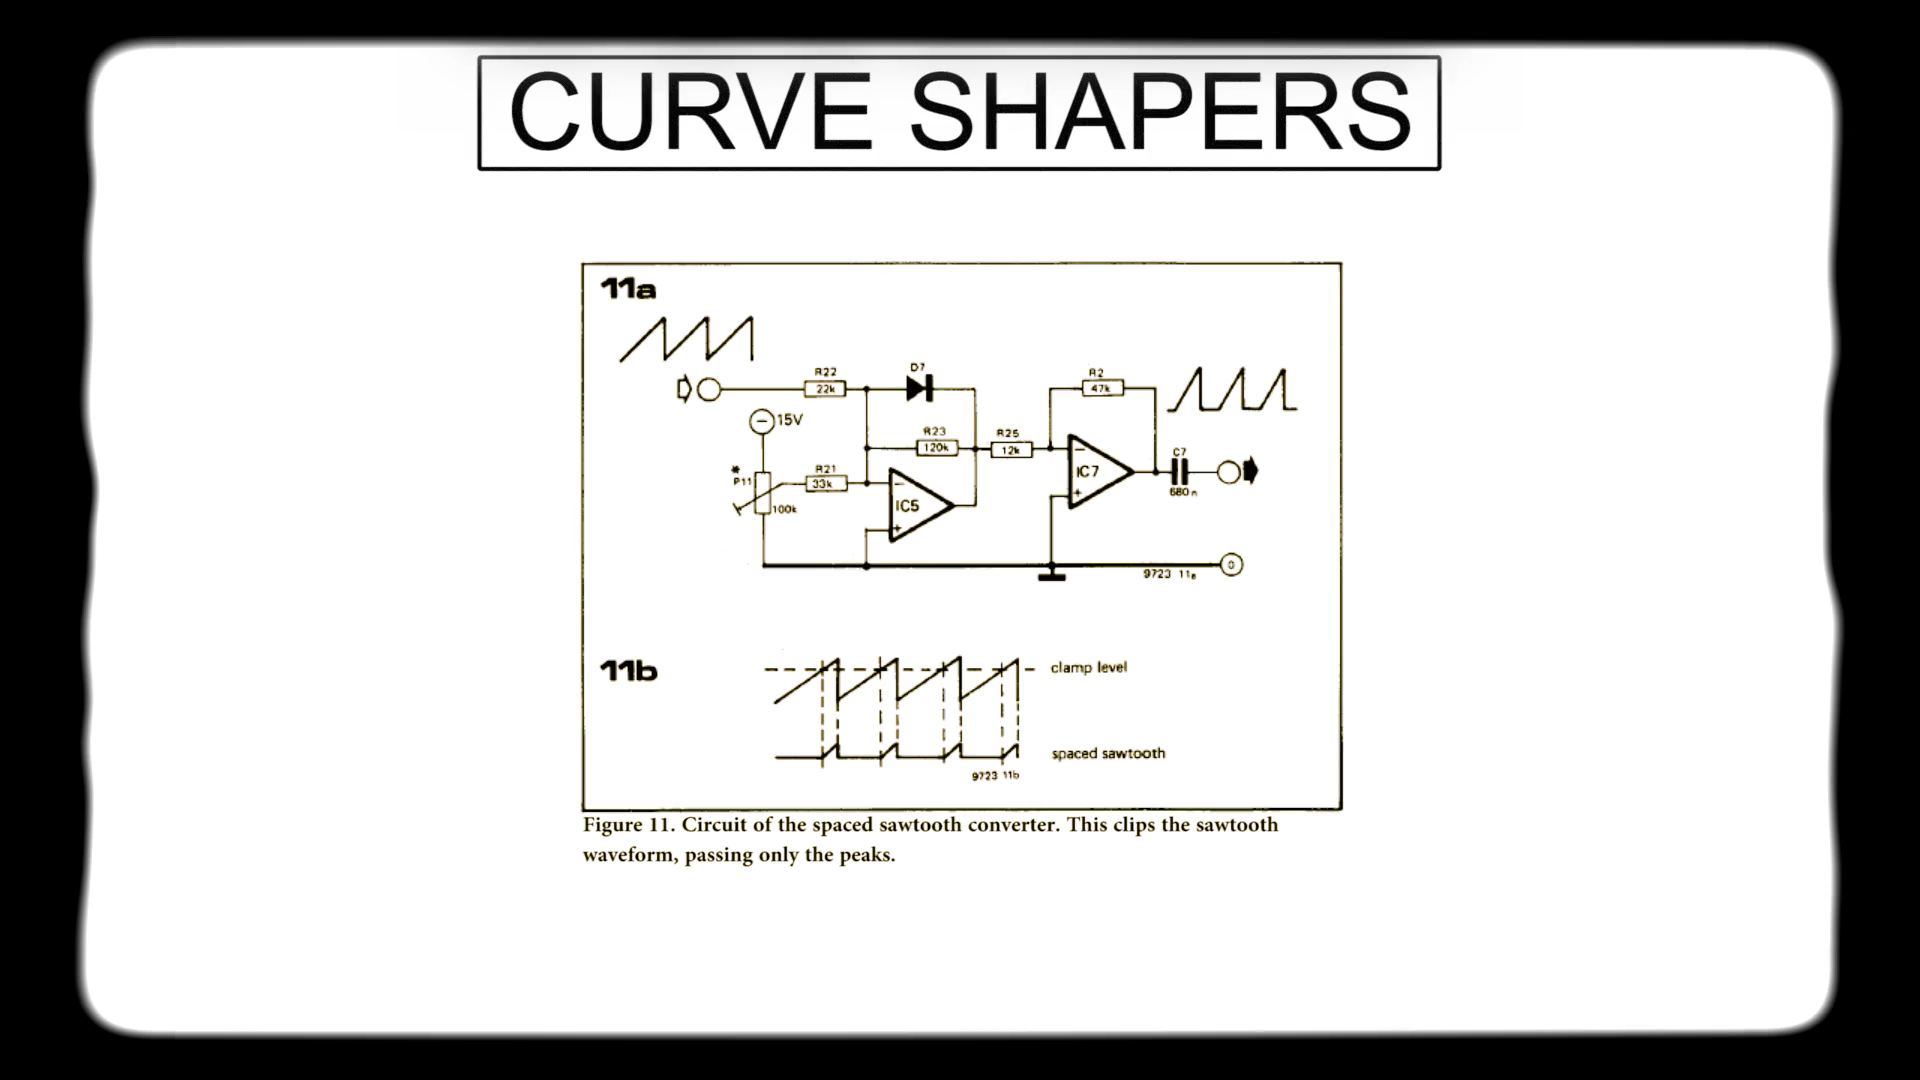 CURVE SHAPERS
11a
R22
22k
D7
R2
47k
15V
R23
120k
R25
12k
*
P11
100k
R21
33k
−
IC5
+
−
IC7
+
C7
680 n
0
9723 11a
11b
clamp level
spaced sawtooth
9723 11b
Figure 11. Circuit of the spaced sawtooth converter. This clips the sawtooth
waveform, passing only the peaks.